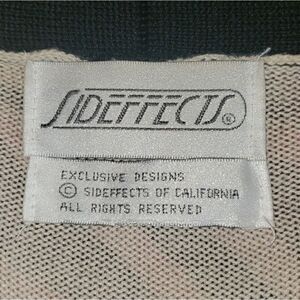 SIDEFFECTS®
EXCLUSIVE DESIGNS
© SIDEFFECTS OF CALIFORNIA
ALL RIGHTS RESERVED